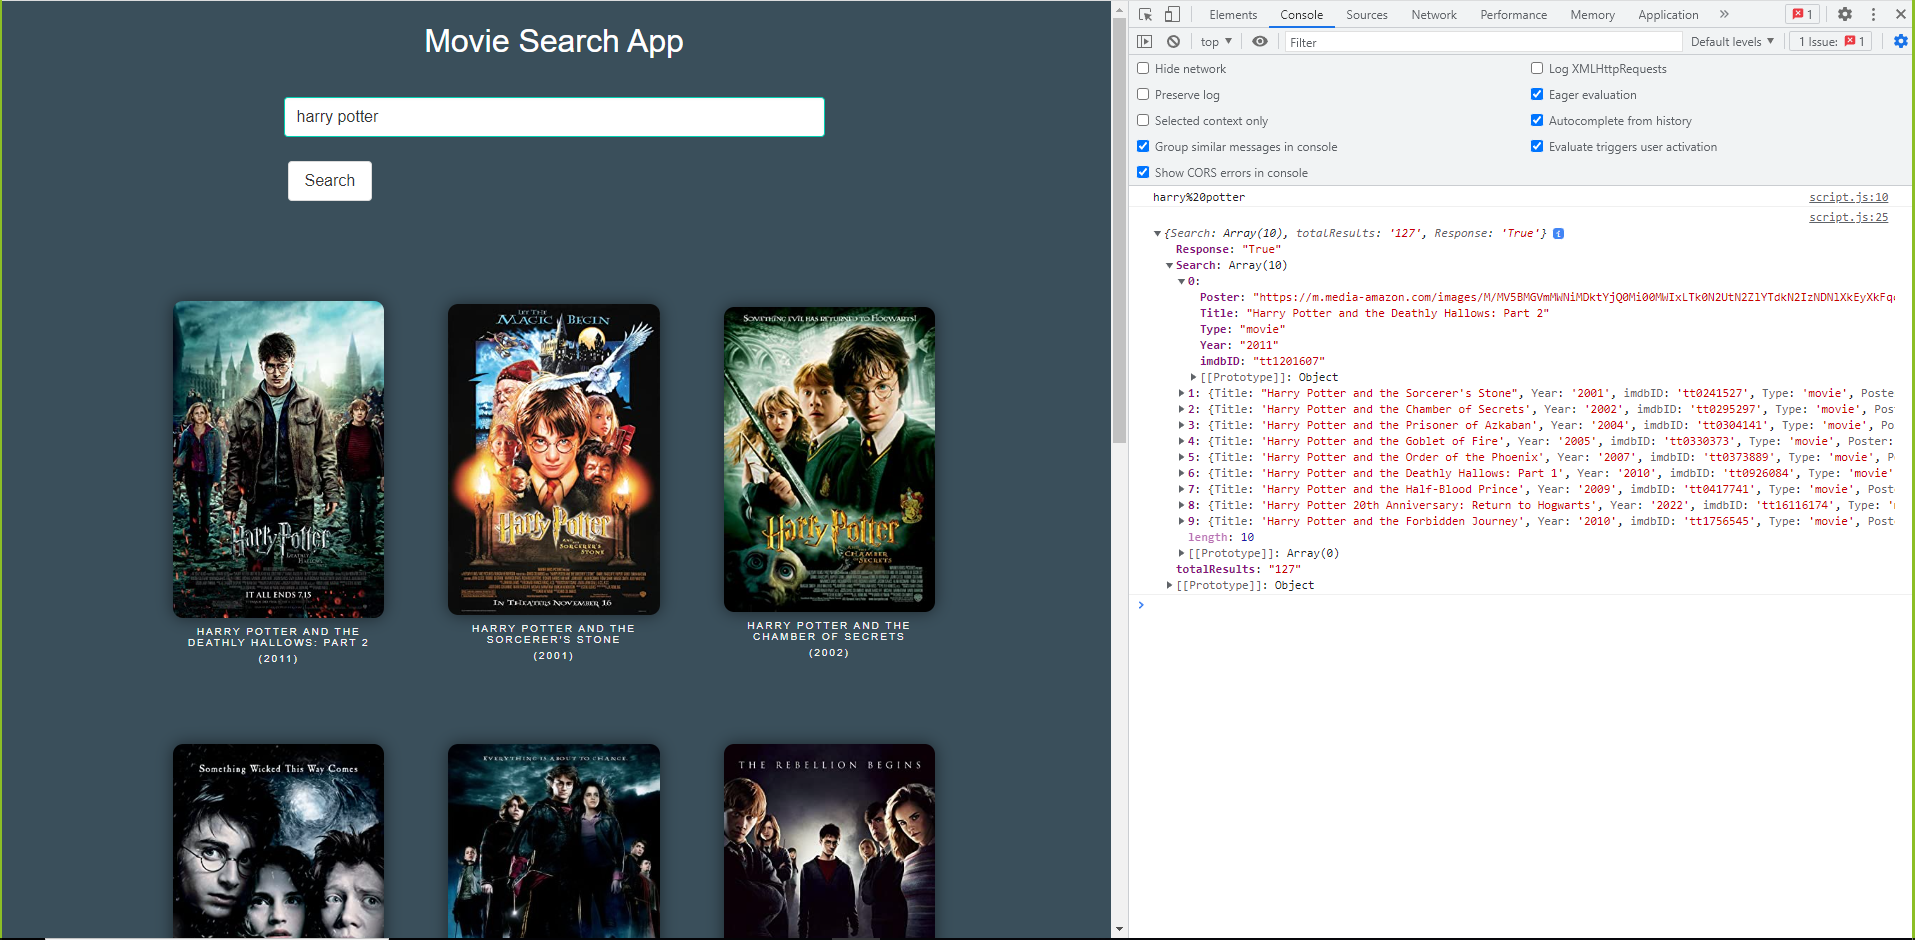 Movie Search App
harry potter
Search
LET THE
MAGIC BEGIN
SOMETHING EVIL HAS RETURNED TO HOGWARTS!
Harry Potter
DEATHLY
HALLOWS
IT ALL ENDS 7.15
Harry Potter
AND THE
SORCERER'S STONE
IN THEATERS NOVEMBER 16
Harry Potter
AND THE
CHAMBER
OF SECRETS
HARRY POTTER AND THE
DEATHLY HALLOWS: PART 2
(2011)
HARRY POTTER AND THE
SORCERER'S STONE
(2001)
HARRY POTTER AND THE
CHAMBER OF SECRETS
(2002)
Something Wicked This Way Comes
EVERYTHING IS ABOUT TO CHANGE
THE REBELLION BEGINS
Elements Console Sources Network Performance Memory Application 1
top Filter Default levels 1 Issue: 1
Hide network Log XMLHttpRequests
Preserve log Eager evaluation
Selected context only Autocomplete from history
Group similar messages in console Evaluate triggers user activation
Show CORS errors in console
harry%20potter script.js:10
script.js:25
{Search: Array(10), totalResults: '127', Response: 'True'}
Response: "True"
Search: Array(10)
0:
Poster: "https://m.media-amazon.com/images/M/MV5BMGVmMWNiMDktYjQ0Mi00MWIxLTk0N2UtN2ZlYTdkN2IzNDNlXkEyXkFq
Title: "Harry Potter and the Deathly Hallows: Part 2"
Type: "movie"
Year: "2011"
imdbID: "tt1201607"
[[Prototype]]: Object
1: {Title: "Harry Potter and the Sorcerer's Stone", Year: '2001', imdbID: 'tt0241527', Type: 'movie', Poste
2: {Title: 'Harry Potter and the Chamber of Secrets', Year: '2002', imdbID: 'tt0295297', Type: 'movie', Pos
3: {Title: 'Harry Potter and the Prisoner of Azkaban', Year: '2004', imdbID: 'tt0304141', Type: 'movie', Po
4: {Title: 'Harry Potter and the Goblet of Fire', Year: '2005', imdbID: 'tt0330373', Type: 'movie', Poster:
5: {Title: 'Harry Potter and the Order of the Phoenix', Year: '2007', imdbID: 'tt0373889', Type: 'movie', P
6: {Title: 'Harry Potter and the Deathly Hallows: Part 1', Year: '2010', imdbID: 'tt0926084', Type: 'movie'
7: {Title: 'Harry Potter and the Half-Blood Prince', Year: '2009', imdbID: 'tt0417741', Type: 'movie', Post
8: {Title: 'Harry Potter 20th Anniversary: Return to Hogwarts', Year: '2022', imdbID: 'tt16116174', Type: '
9: {Title: 'Harry Potter and the Forbidden Journey', Year: '2010', imdbID: 'tt1756545', Type: 'movie', Post
length: 10
[[Prototype]]: Array(0)
totalResults: "127"
[[Prototype]]: Object